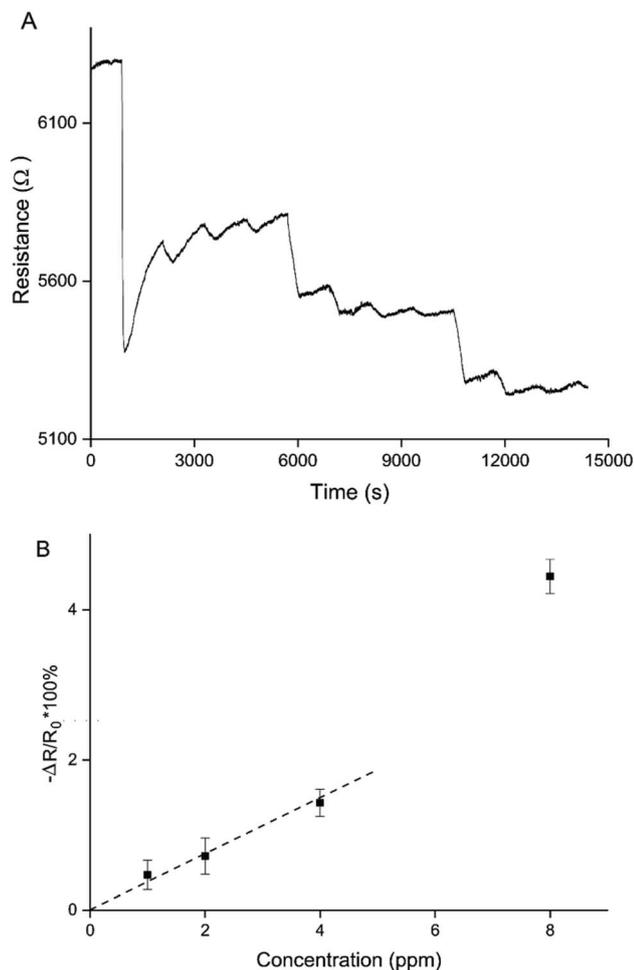 A
Resistance (Ω )
6100
5600
5100
0 3000 6000 9000 12000 15000
Time (s)
B
-ΔR/R0 *100%
4
2
0
0 2 4 6 8
Concentration (ppm)